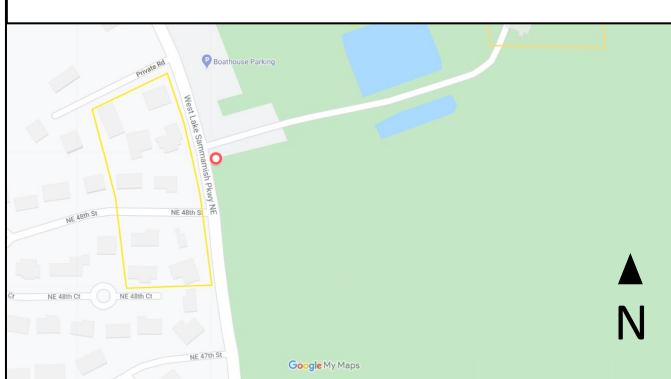 P Boathouse Parking
Private Rd
West Lake Sammamish Pkwy NE
NE 48th St
NE 48th S
Cr
NE 48th Ct
NE 48th Ct
NE 47th St
Google My Maps
N